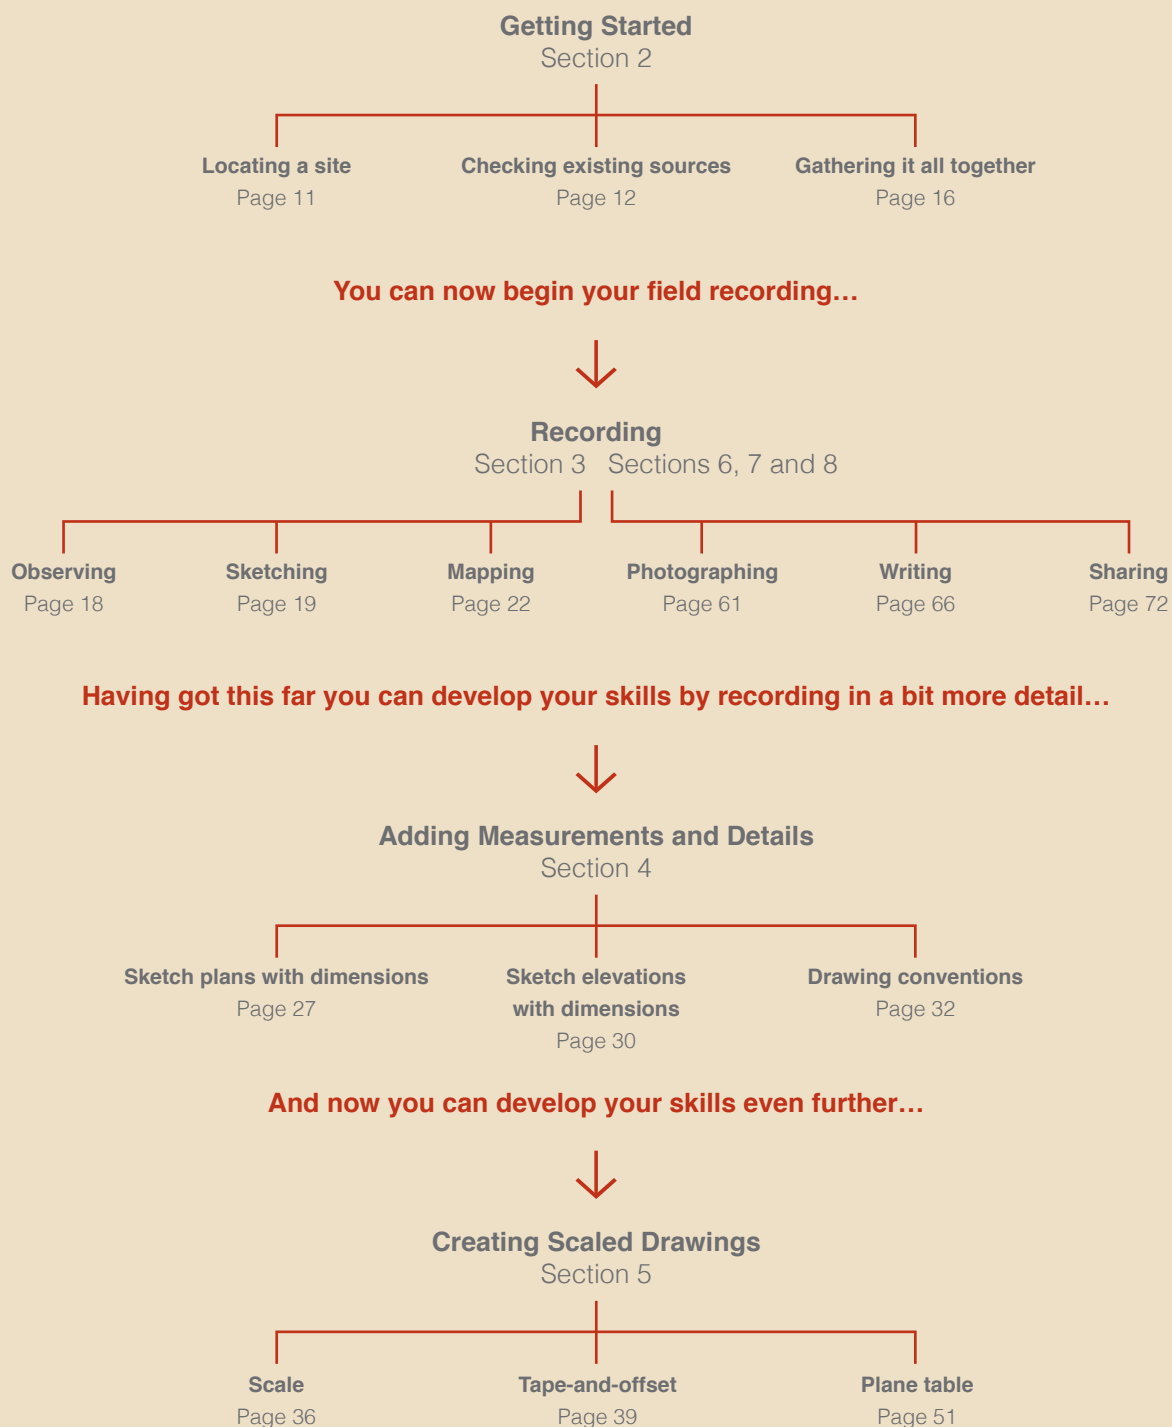 Getting Started
Section 2
Locating a site
Page 11
Checking existing sources
Page 12
Gathering it all together
Page 16
You can now begin your field recording…
Recording
Section 3
Sections 6, 7 and 8
Observing
Page 18
Sketching
Page 19
Mapping
Page 22
Photographing
Page 61
Writing
Page 66
Sharing
Page 72
Having got this far you can develop your skills by recording in a bit more detail…
Adding Measurements and Details
Section 4
Sketch plans with dimensions
Page 27
Sketch elevations
with dimensions
Page 30
Drawing conventions
Page 32
And now you can develop your skills even further…
Creating Scaled Drawings
Section 5
Scale
Page 36
Tape-and-offset
Page 39
Plane table
Page 51